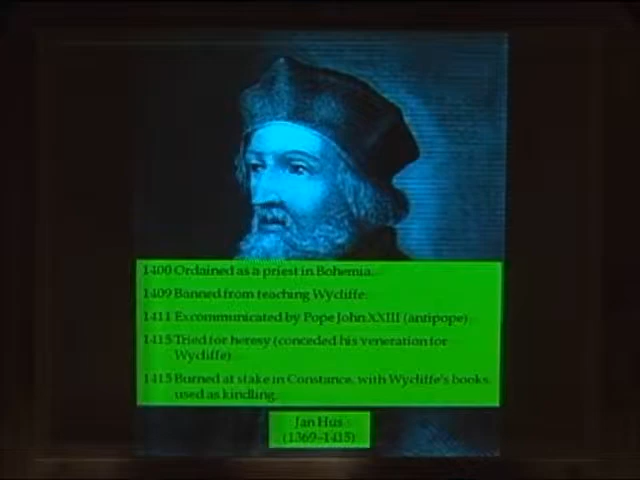 1400 Ordained as a priest in Bohemia.
1409 Banned from teaching Wycliffe.
1411 Excommunicated by Pope John XXIII (antipope).
1415 Tried for heresy (conceded his veneration for
Wycliffe)
1415 Burned at stake in Constance, with Wycliffe's books
used as kindling.
Jan Hus
(1369–1415)